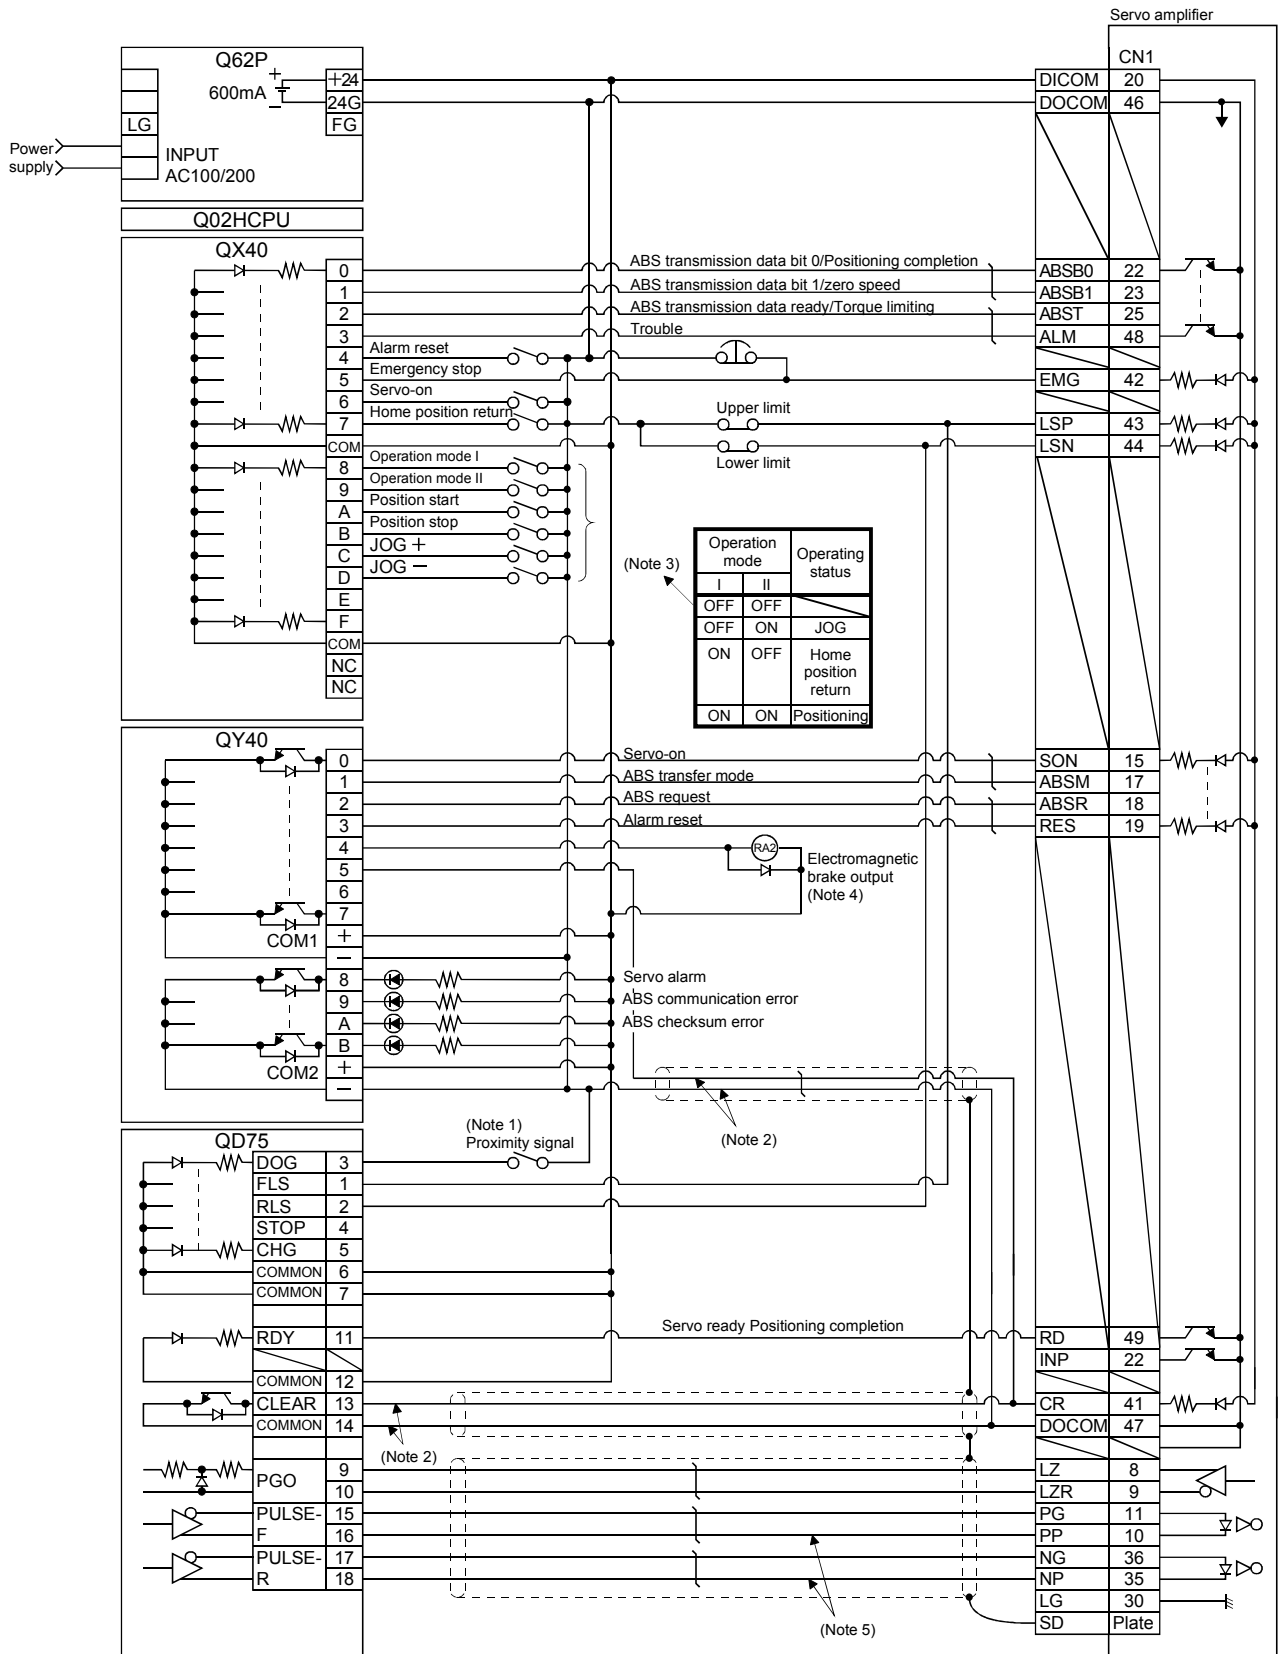 Servo amplifier
Q62P
CN1
+
600mA
−
+24
24G
FG
LG
Power
supply
INPUT
AC100/200
DICOM 20
DOCOM 46
Q02HCPU
QX40
0 ABS transmission data bit 0/Positioning completion ABSB0 22
1 ABS transmission data bit 1/zero speed ABSB1 23
2 ABS transmission data ready/Torque limiting ABST 25
3 Trouble ALM 48
4 Alarm reset
5 Emergency stop EMG 42
6 Servo-on
7 Home position return Upper limit LSP 43
COM Lower limit LSN 44
8 Operation mode I
9 Operation mode II
A Position start
B Position stop
C JOG +
D JOG −
E
F
COM
NC
NC
(Note 3)
Operation
mode
Operating
status
I II
OFF OFF
OFF ON JOG
ON OFF Home
position
return
ON ON Positioning
QY40
0 Servo-on SON 15
1 ABS transfer mode ABSM 17
2 ABS request ABSR 18
3 Alarm reset RES 19
4 RA2
5
6
7
Electromagnetic
brake output
(Note 4)
COM1
+
−
8 Servo alarm
9 ABS communication error
A ABS checksum error
B
COM2
+
−
(Note 2)
(Note 1)
Proximity signal
QD75
DOG 3
FLS 1
RLS 2
STOP 4
CHG 5
COMMON 6
COMMON 7
RDY 11 Servo ready Positioning completion RD 49
INP 22
COMMON 12
CLEAR 13 CR 41
COMMON 14 DOCOM 47
(Note 2)
PGO
9 LZ 8
10 LZR 9
PULSE-
F
15 PG 11
16 PP 10
PULSE-
R
17 NG 36
18 NP 35
LG 30
SD Plate
(Note 5)